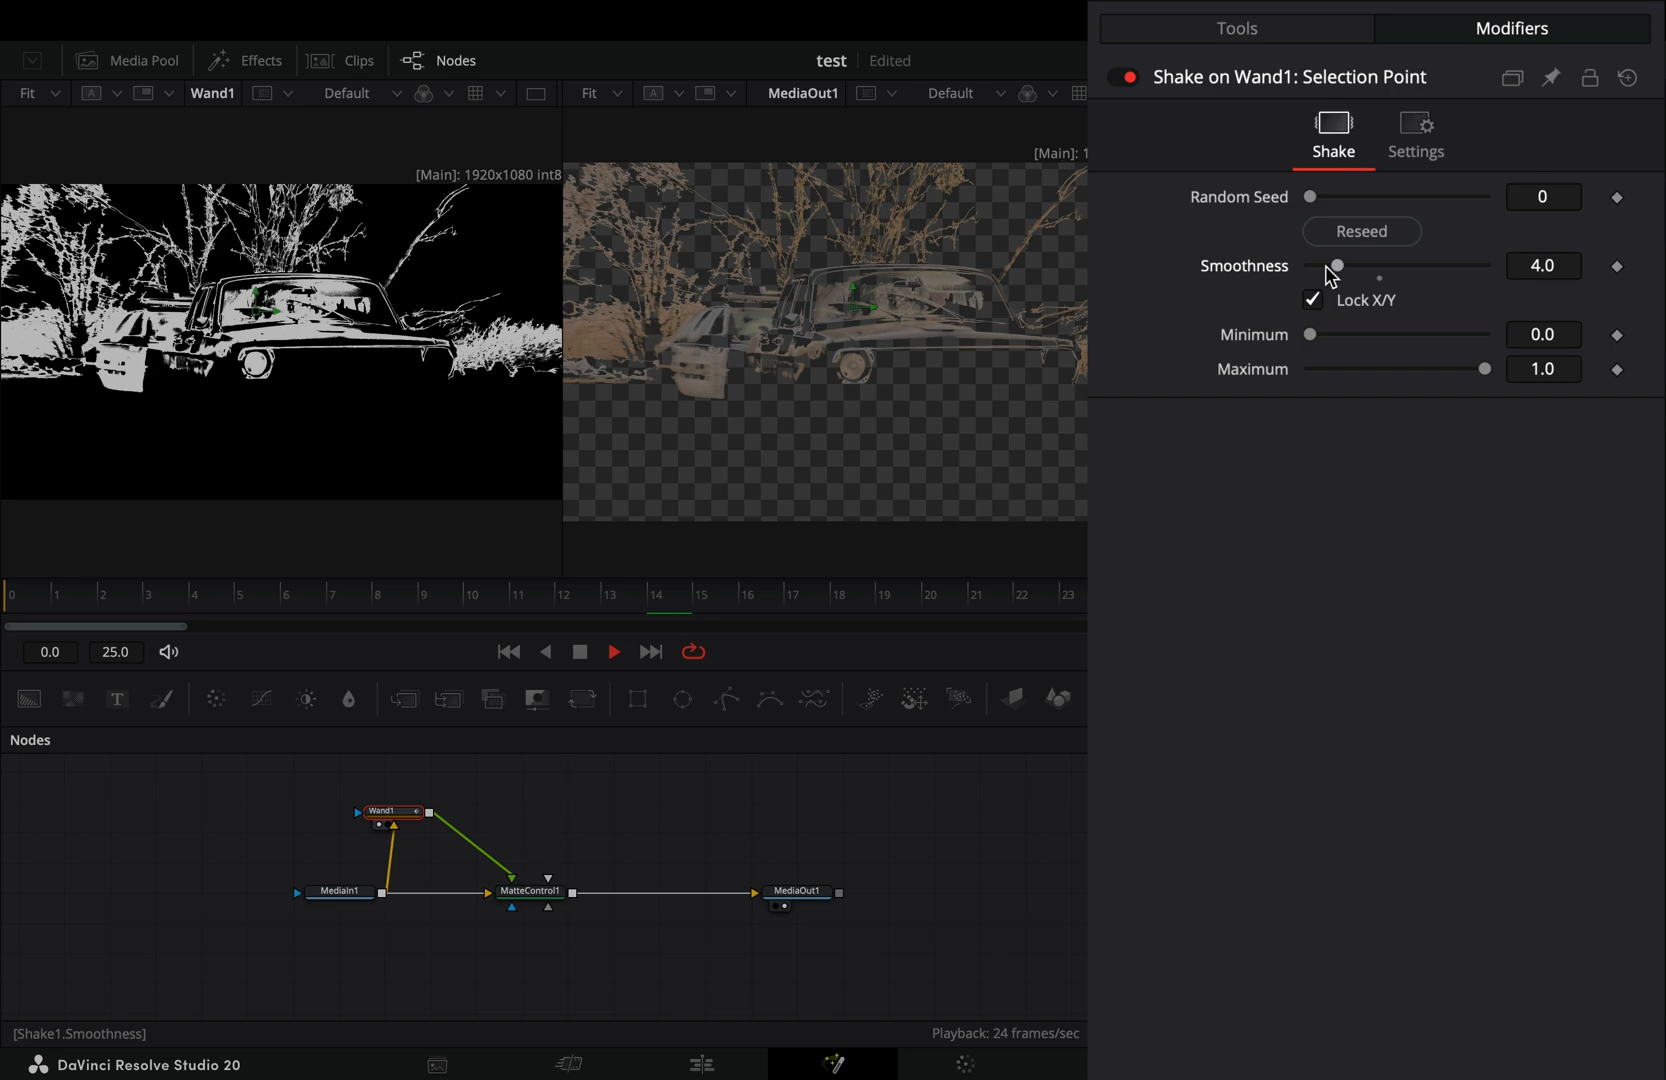 Media Pool Effects Clips Nodes test Edited
Fit A Wand1 Default Fit A MediaOut1 Default
[Main]: 1920x1080 int8
[Main]: 1
0 1 2 3 4 5 6 7 8 9 10 11 12 13 14 15 16 17 18 19 20 21 22 23
0.0 25.0
T
Nodes
Wand1
MediaIn1 MatteControl1 MediaOut1
[Shake1.Smoothness] Playback: 24 frames/sec
DaVinci Resolve Studio 20
Tools Modifiers
Shake on Wand1: Selection Point
Shake Settings
Random Seed 0
Reseed
Smoothness 4.0
Lock X/Y
Minimum 0.0
Maximum 1.0